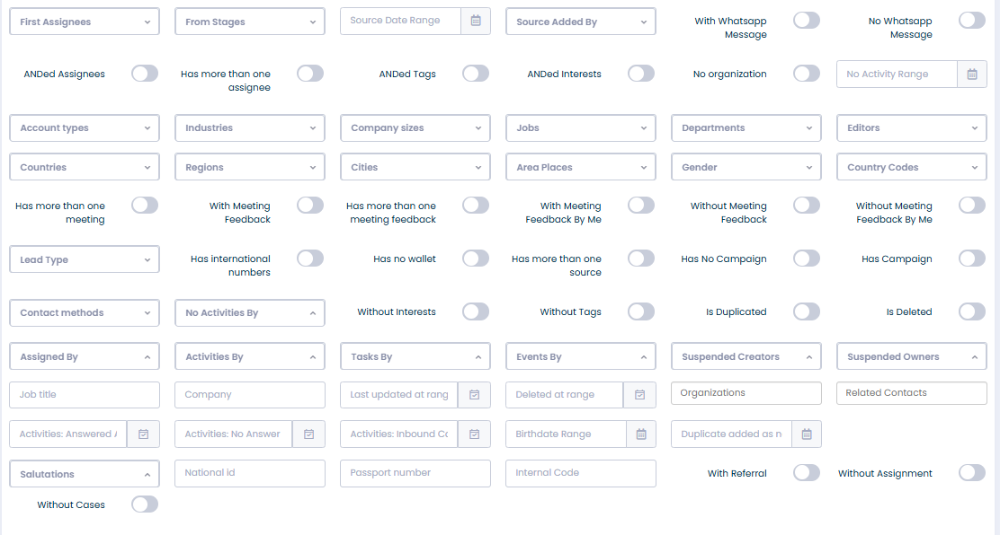 First Assignees
From Stages
Source Date Range
Source Added By
With Whatsapp
Message
No Whatsapp
Message
ANDed Assignees
Has more than one
assignee
ANDed Tags
ANDed Interests
No organization
No Activity Range
Account types
Industries
Company sizes
Jobs
Departments
Editors
Countries
Regions
Cities
Area Places
Gender
Country Codes
Has more than one
meeting
With Meeting
Feedback
Has more than one
meeting feedback
With Meeting
Feedback By Me
Without Meeting
Feedback
Without Meeting
Feedback By Me
Lead Type
Has international
numbers
Has no wallet
Has more than one
source
Has No Campaign
Has Campaign
Contact methods
No Activities By
Without Interests
Without Tags
Is Duplicated
Is Deleted
Assigned By
Activities By
Tasks By
Events By
Suspended Creators
Suspended Owners
Job title
Company
Last updated at rang
Deleted at range
Organizations
Related Contacts
Activities: Answered
Activities: No Answer
Activities: Inbound
Birthdate Range
Duplicate added as n
Salutations
National id
Passport number
Internal Code
With Referral
Without Assignment
Without Cases